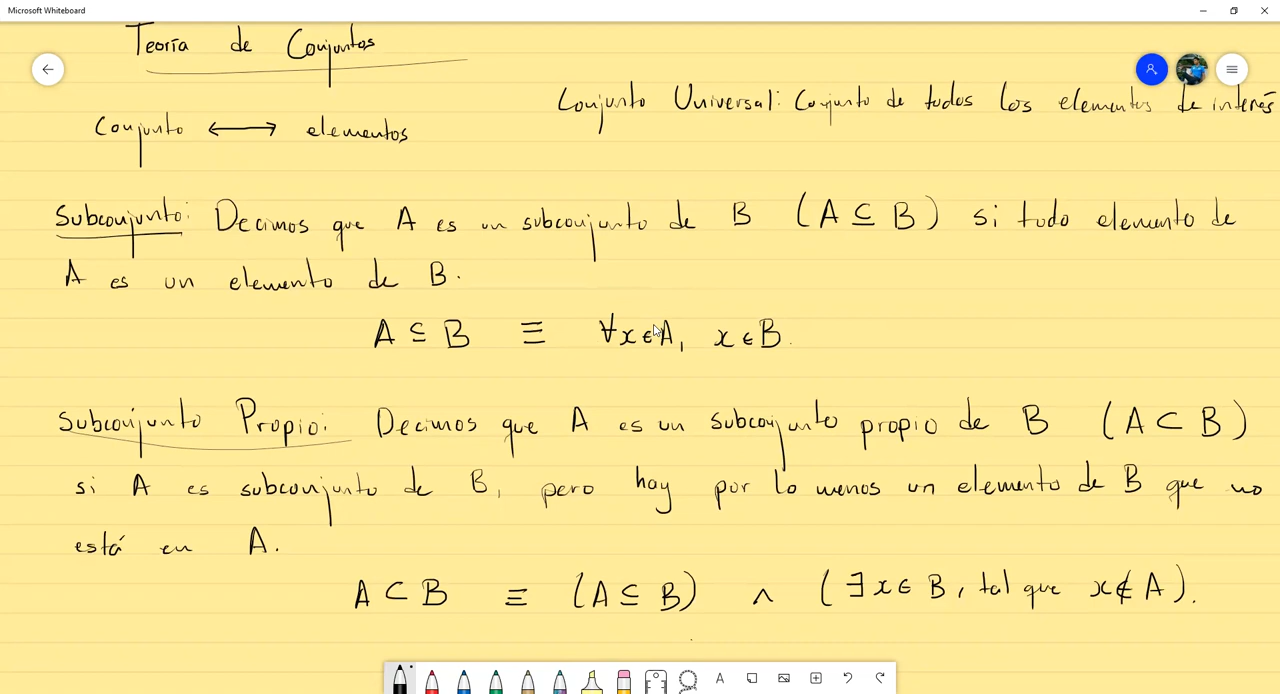 Microsoft Whiteboard
Teoría de Conjuntos
Conjunto Universal: Conjunto de todos los elementos de interés
Conjunto ⟷ elementos
Subconjunto: Decimos que A es un subconjunto de B (A ⊆ B) si todo elemento de
A es un elemento de B.
A ⊆ B ≡ ∀x∈A, x∈B.
Subconjunto Propio: Decimos que A es un subconjunto propio de B (A ⊂ B)
si A es subconjunto de B, pero hay por lo menos un elemento de B que no
está en A.
A ⊂ B ≡ (A ⊆ B) ∧ (∃x∈B, tal que x∉A).
A